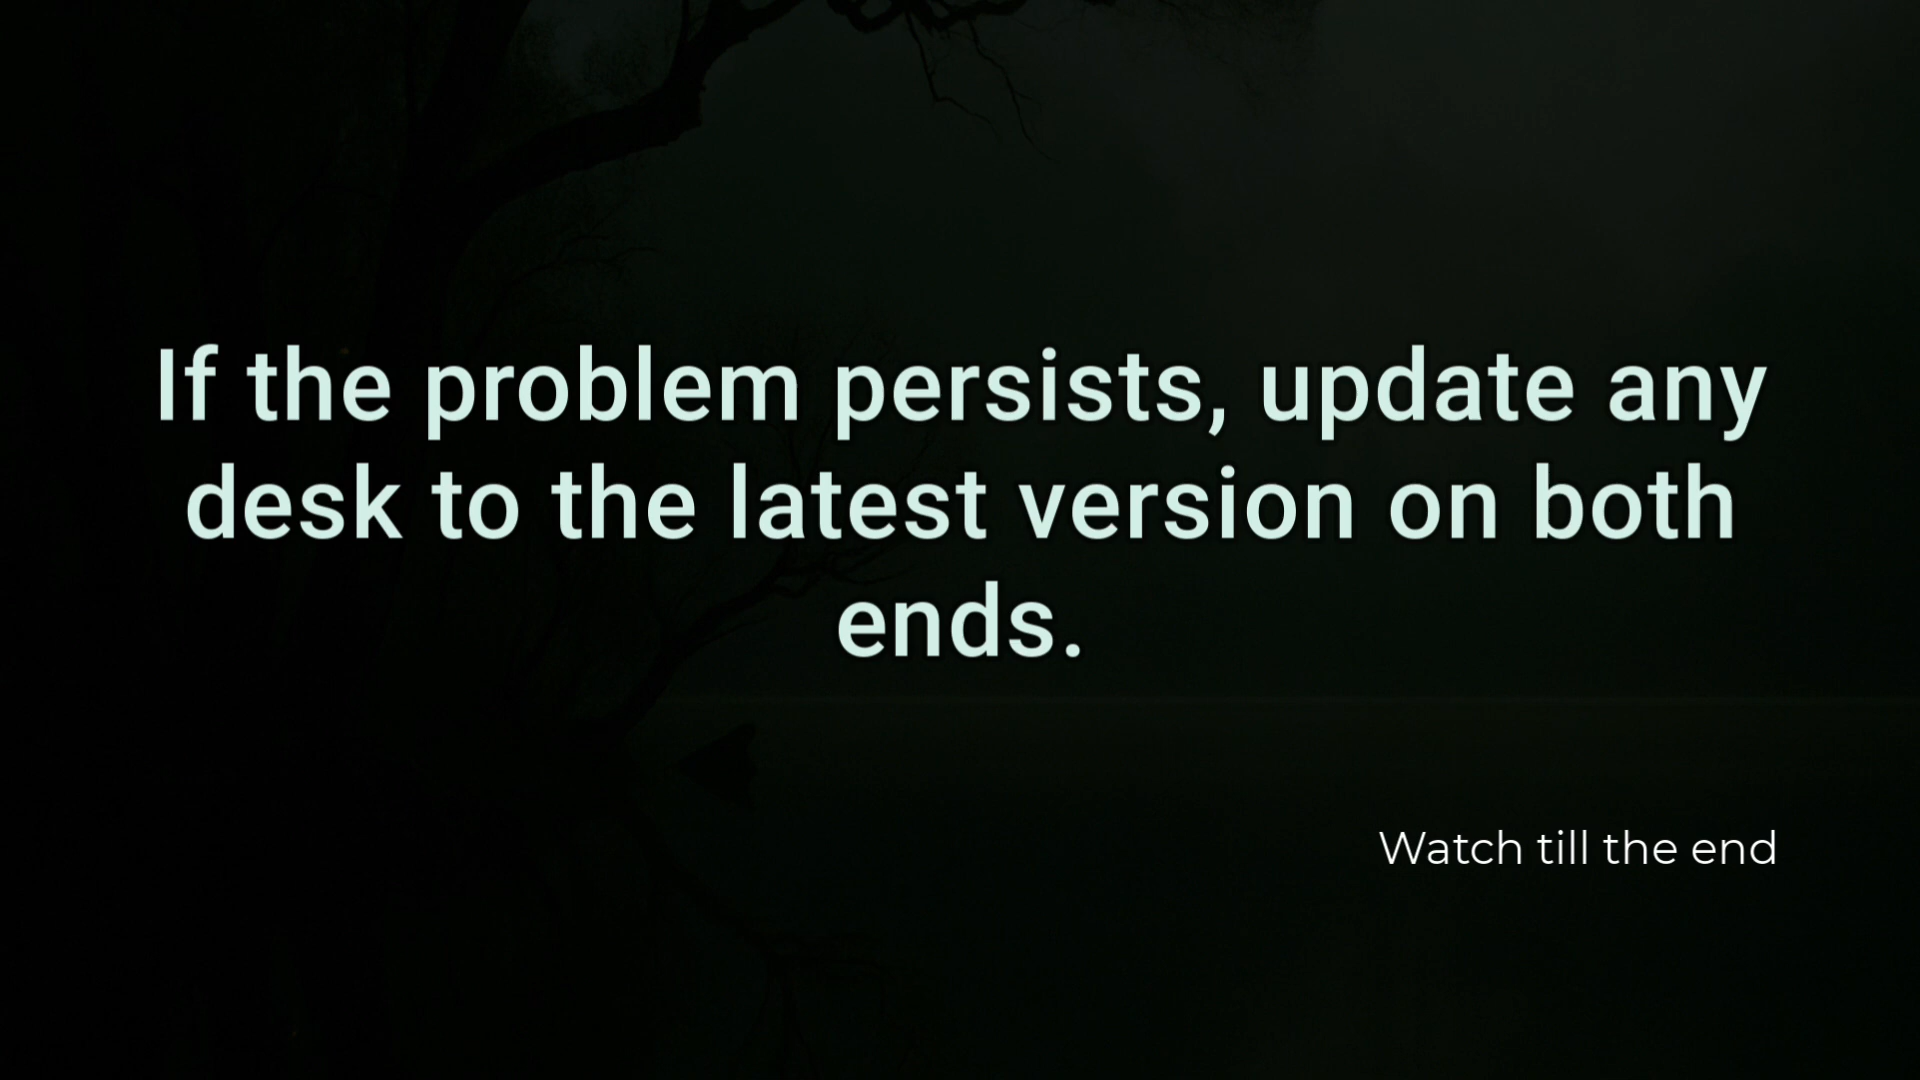 If the problem persists, update any
desk to the latest version on both
ends.
Watch till the end